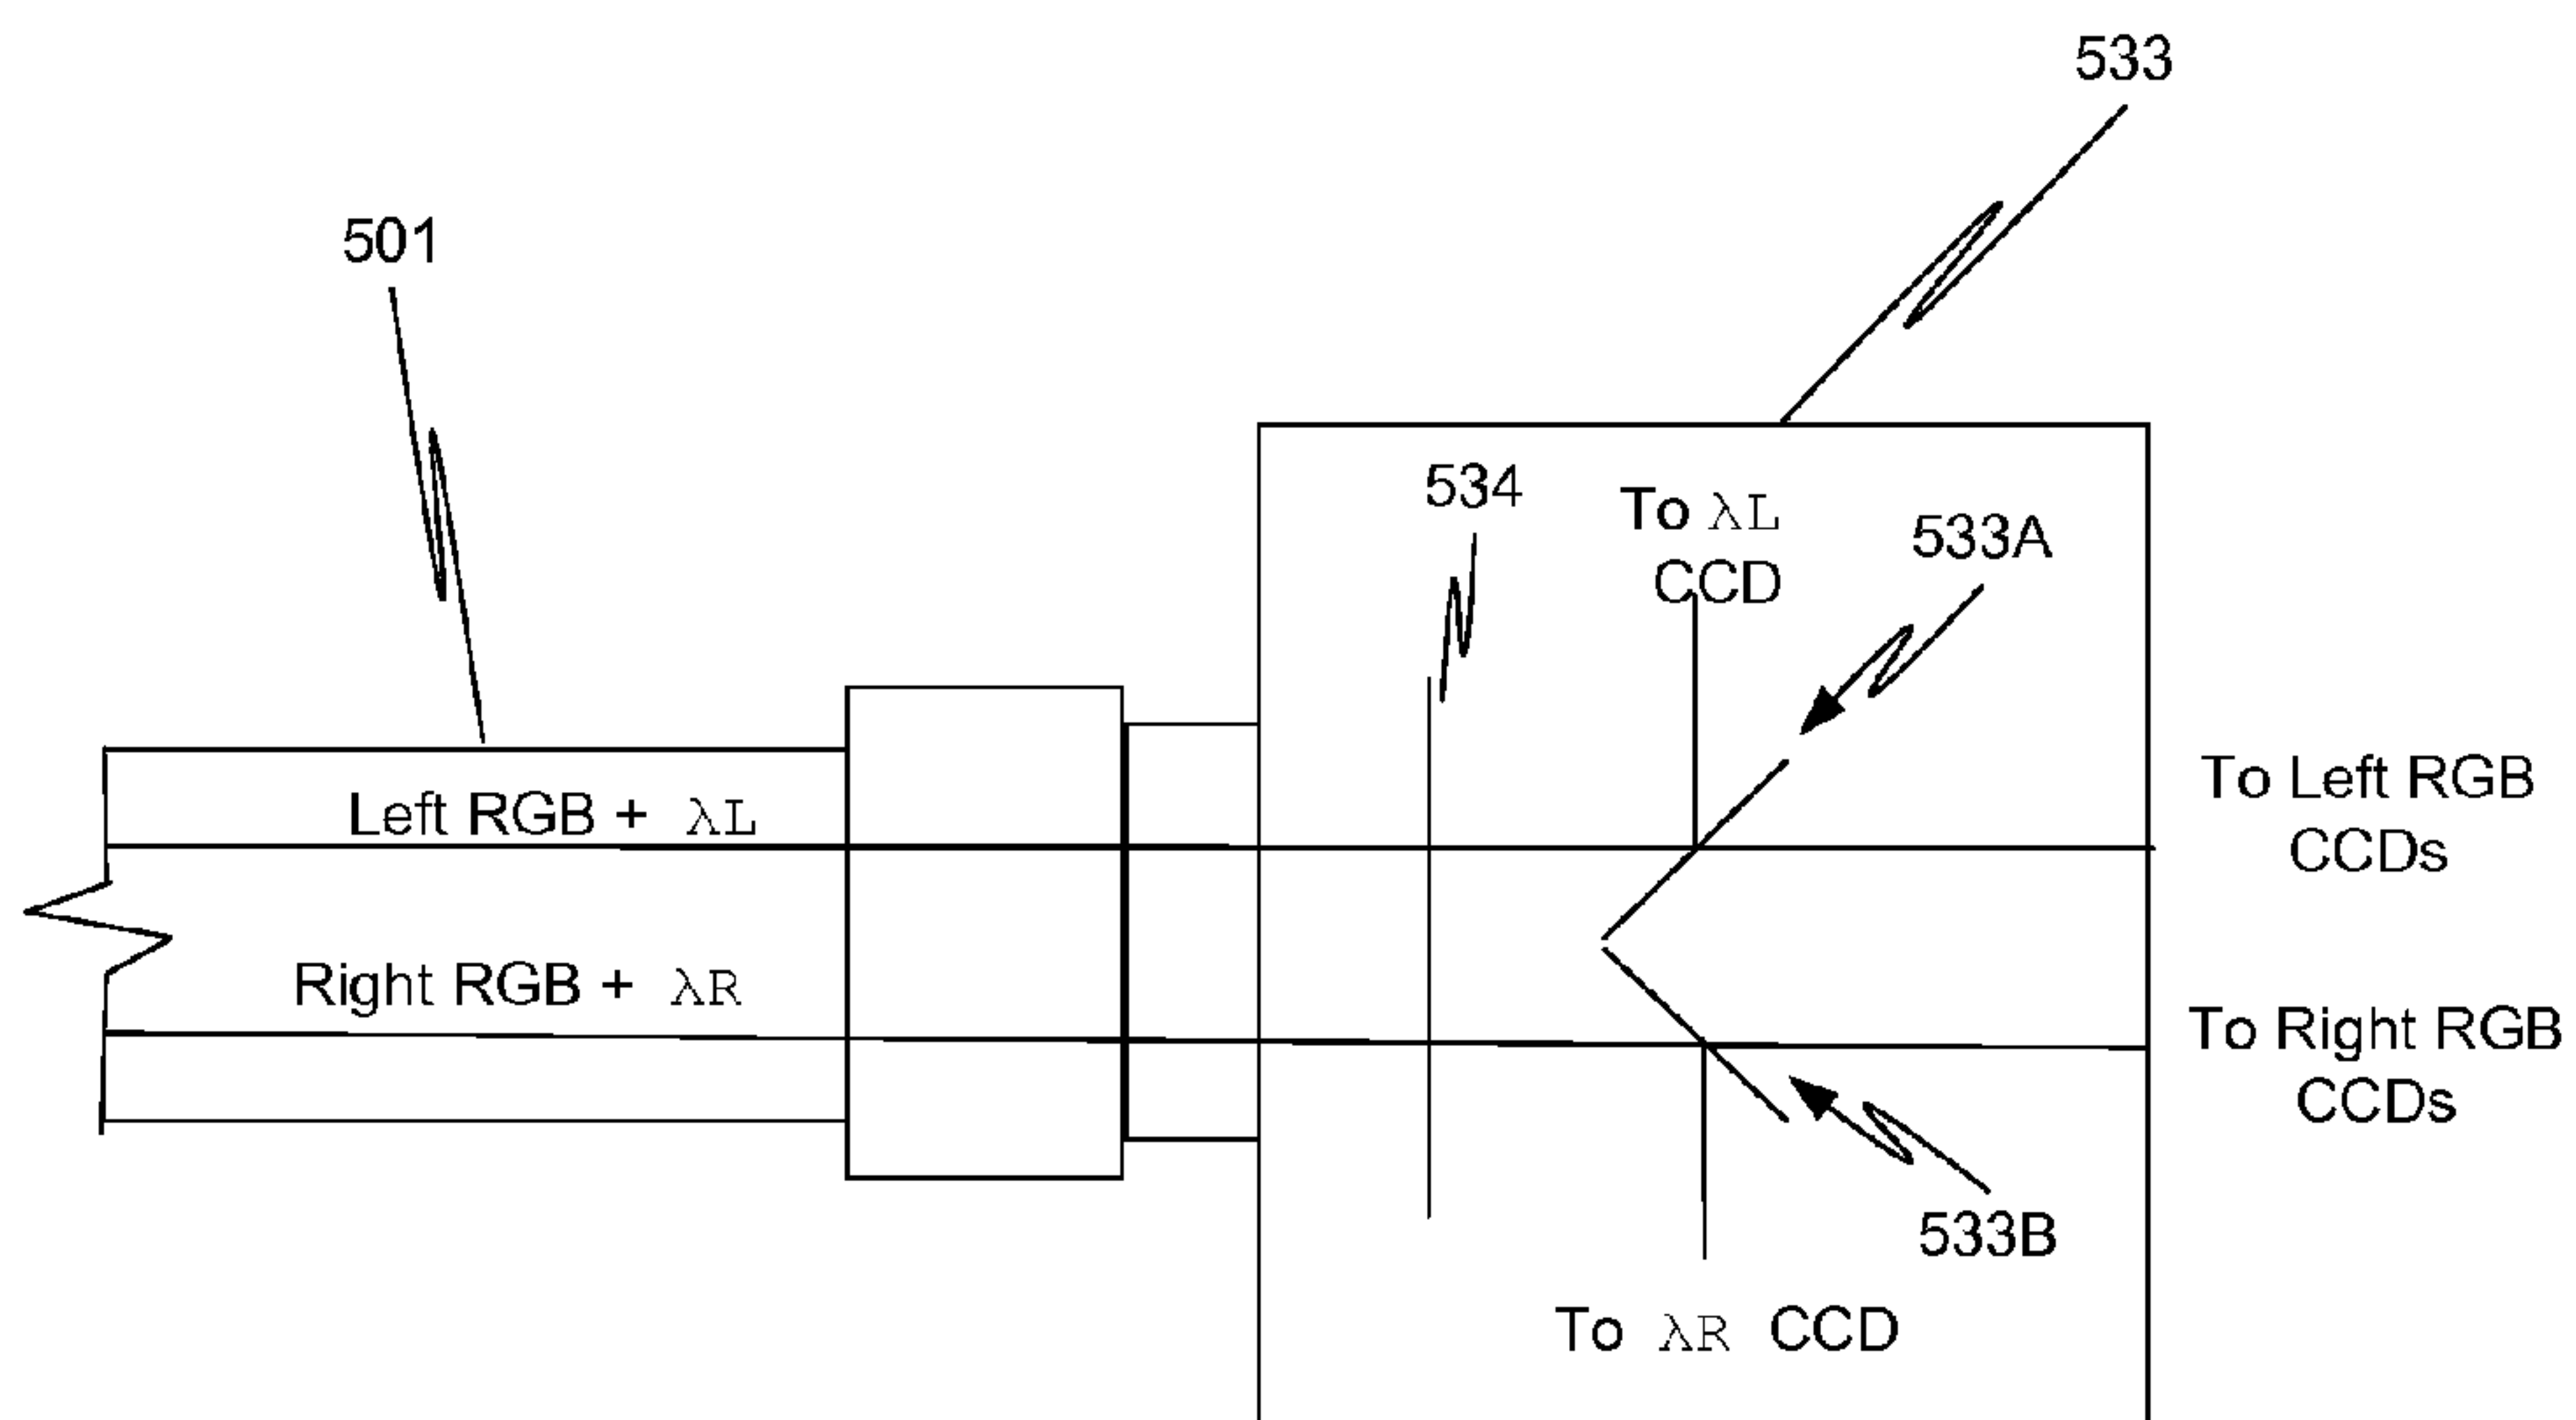 533
501
534
To λL
CCD
533A
Left RGB + λL
To Left RGB
CCDs
Right RGB + λR
To Right RGB
CCDs
533B
To λR CCD